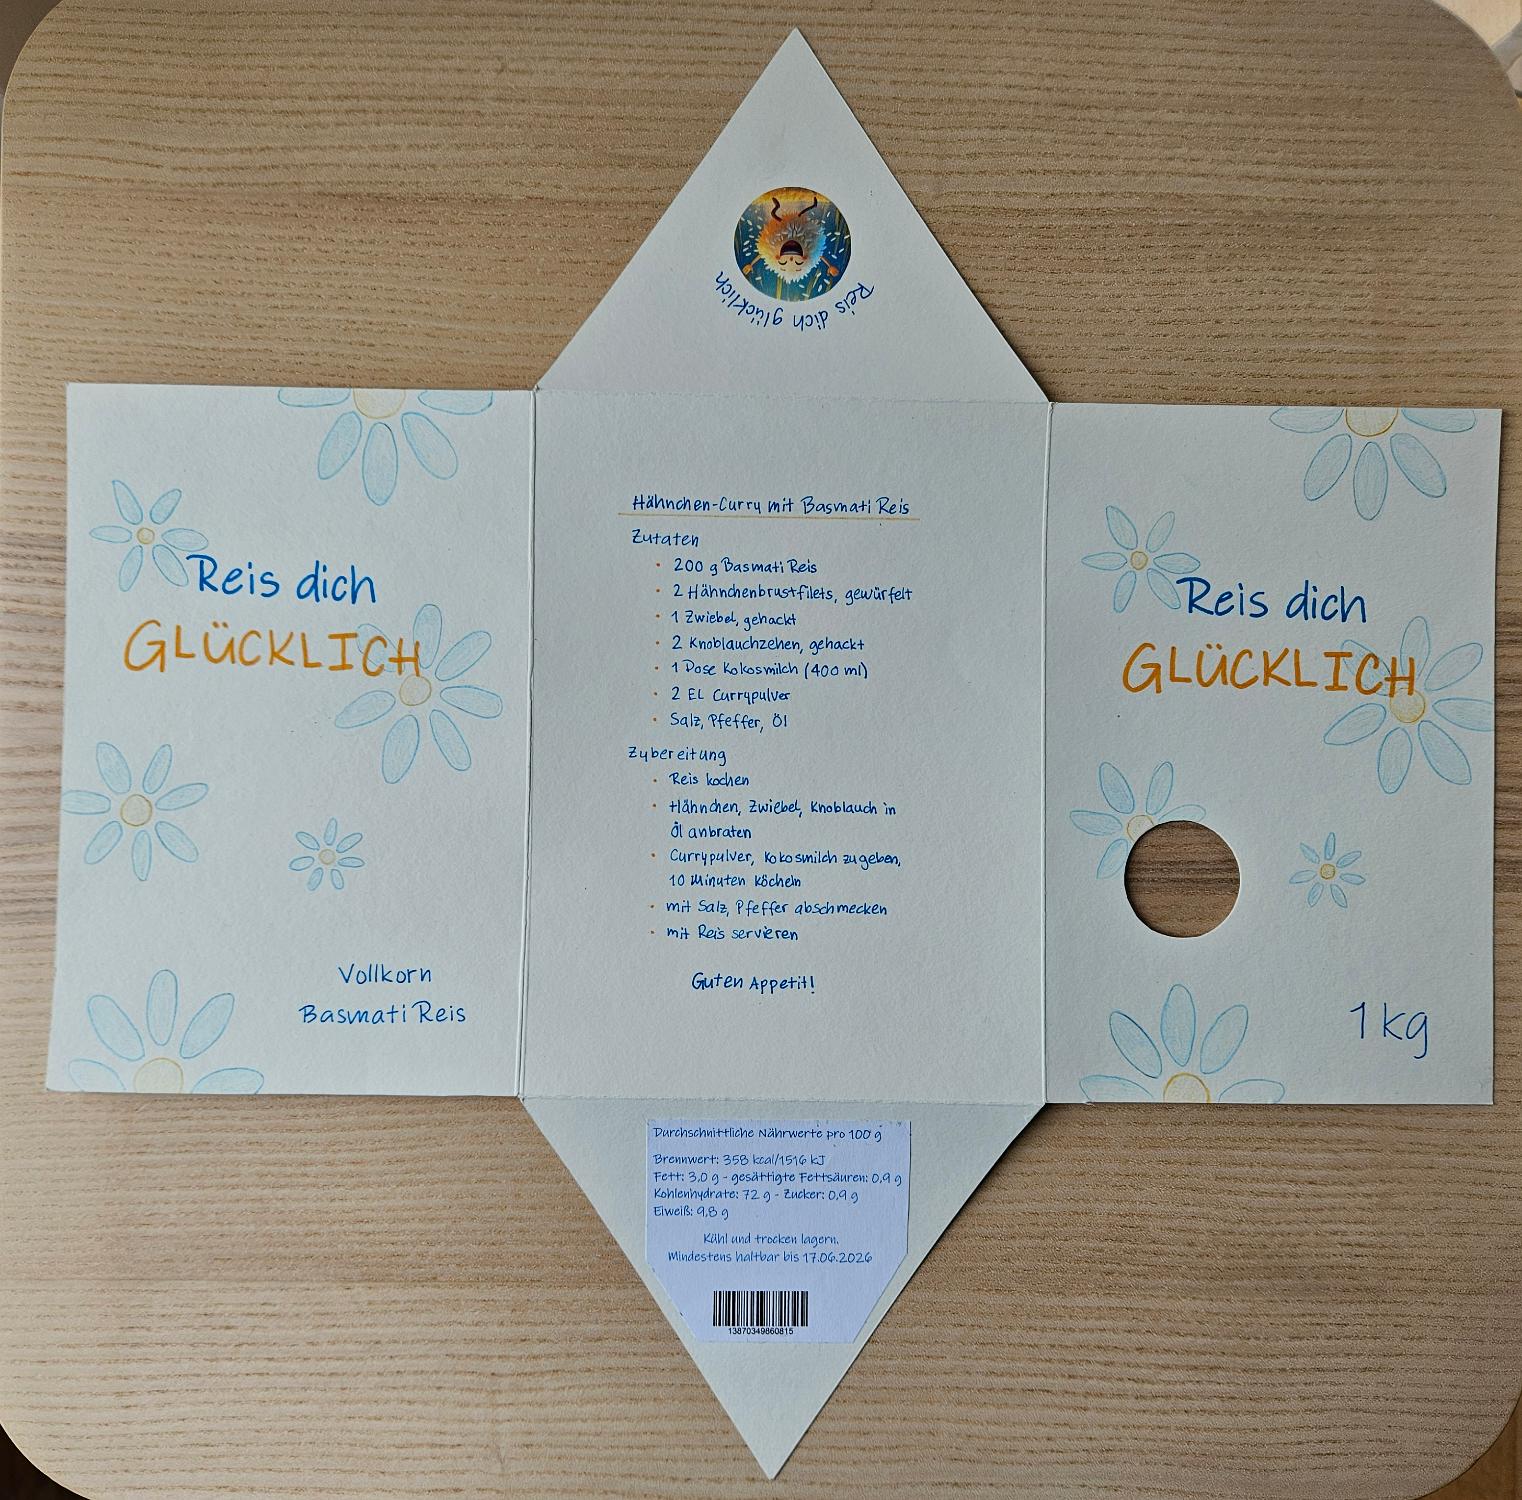 Reis dich glücklich
Reis dich
GLÜCKLICH
Vollkorn
Basmati Reis
Hähnchen-Curry mit Basmati Reis
Zutaten
• 200 g Basmati Reis
• 2 Hähnchenbrustfilets, gewürfelt
• 1 Zwiebel, gehackt
• 2 Knoblauchzehen, gehackt
• 1 Dose Kokosmilch (400 ml)
• 2 EL Currypulver
• Salz, Pfeffer, Öl
Zybereitung
• Reis kochen
• Hähnchen, Zwiebel, Knoblauch in
Öl anbraten
• Currypulver, Kokosmilch zugeben,
10 Minuten köcheln
• mit Salz, Pfeffer abschmecken
• mit Reis servieren
Guten Appetit!
Reis dich
GLÜCKLICH
1 kg
Durchschnittliche Nährwerte pro 100 g
Brennwert: 358 kcal/1516 kJ
Fett: 3,0 g - gesättigte Fettsäuren: 0,9 g
Kohlenhydrate: 72 g - Zucker: 0,9 g
Eiweiß: 9,8 g
Kühl und trocken lagern.
Mindestens haltbar bis 17.06.2026
13870349860815